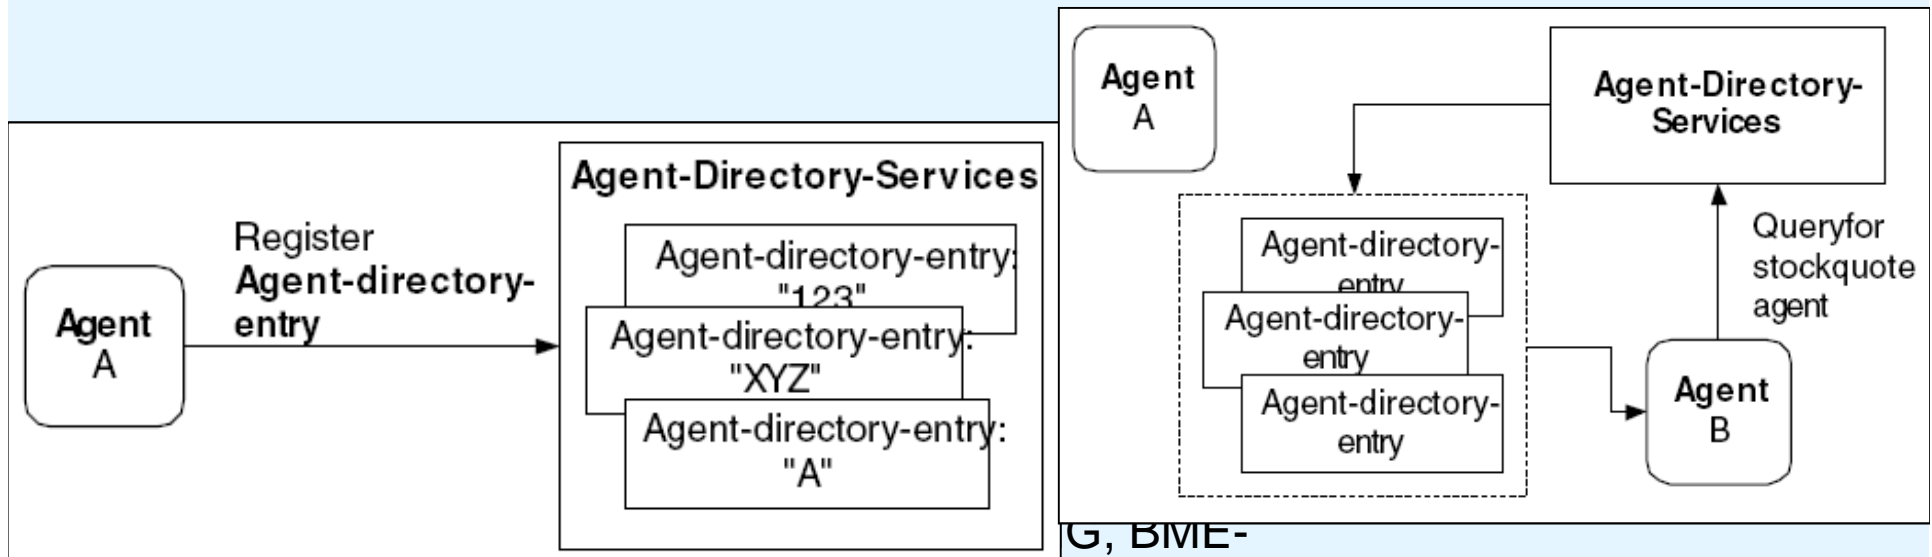 Agent
A
Register
Agent-directory-
entry
Agent-Directory-Services
Agent-directory-entry:
"123"
Agent-directory-entry:
"XYZ"
Agent-directory-entry:
"A"
Agent
A
Agent-Directory-
Services
Agent-directory-
entry
Agent-directory-
entry
Agent-directory-
entry
Queryfor
stockquote
agent
Agent
B
G, BME-